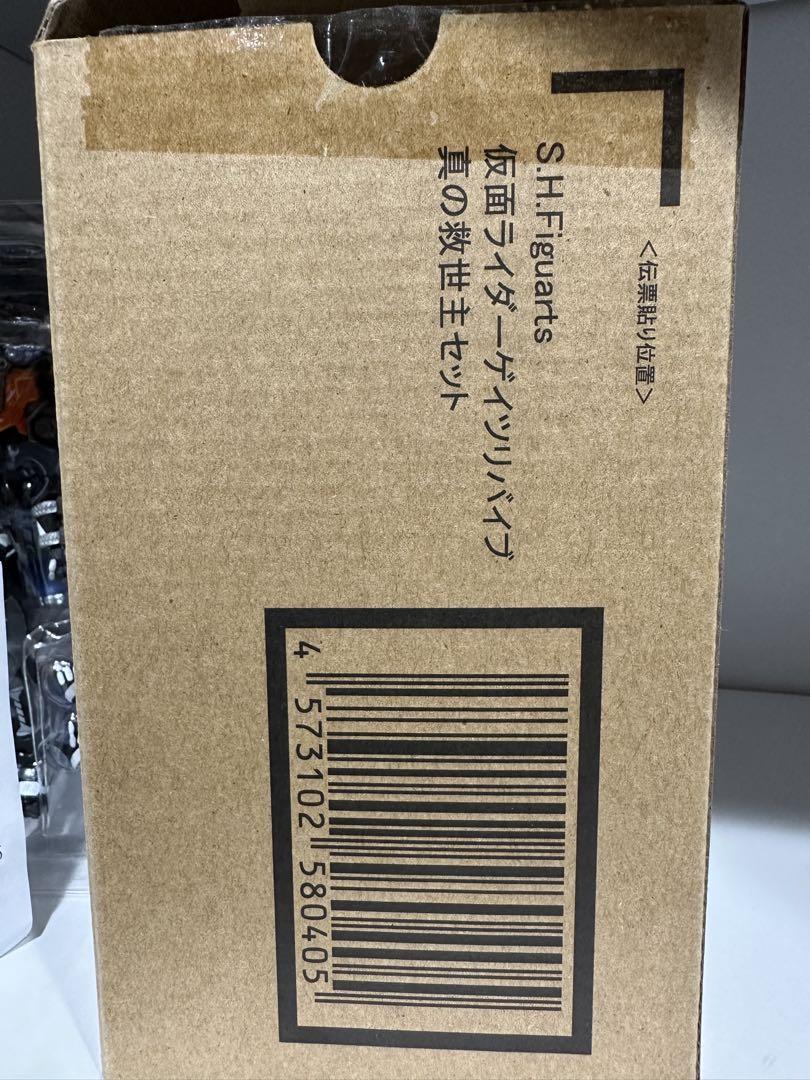 <伝票貼り位置>
S.H.Figuarts
仮面ライダーゲイツリバイブ
真の救世主セット
4 573102 580405